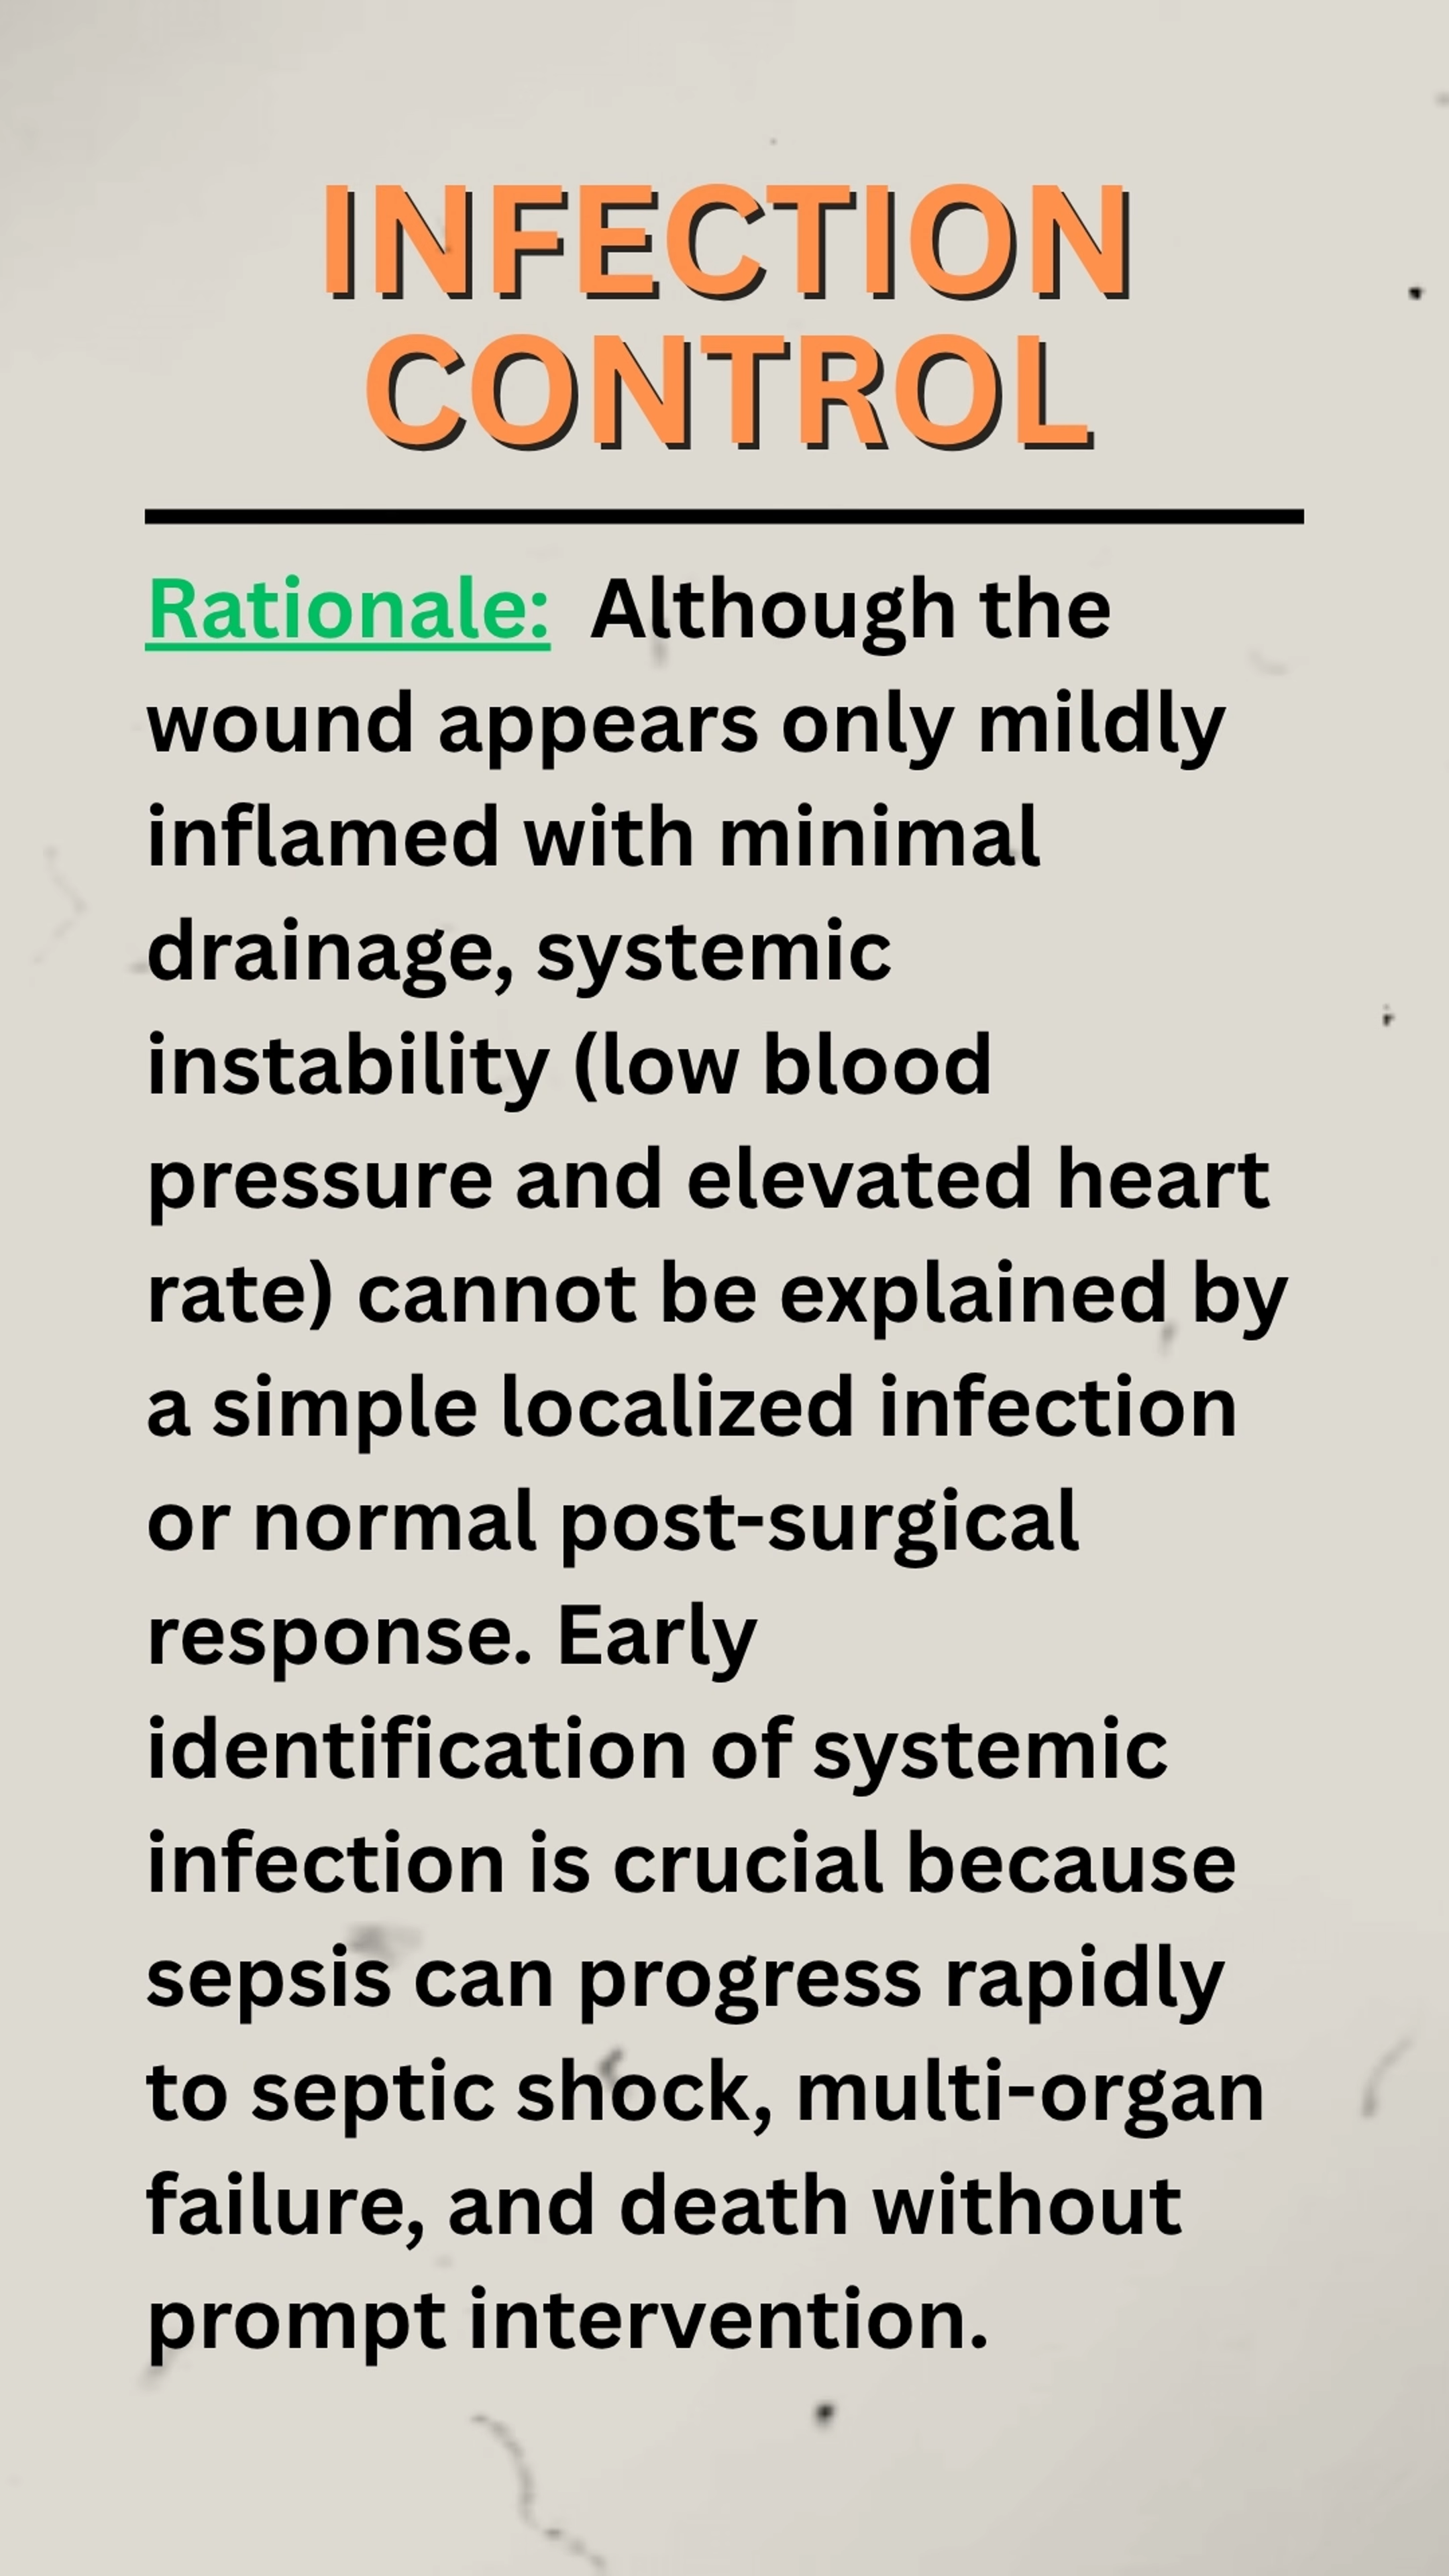 INFECTION
CONTROL
Rationale: Although the
wound appears only mildly
inflamed with minimal
drainage, systemic
instability (low blood
pressure and elevated heart
rate) cannot be explained by
a simple localized infection
or normal post-surgical
response. Early
identification of systemic
infection is crucial because
sepsis can progress rapidly
to septic shock, multi-organ
failure, and death without
prompt intervention.